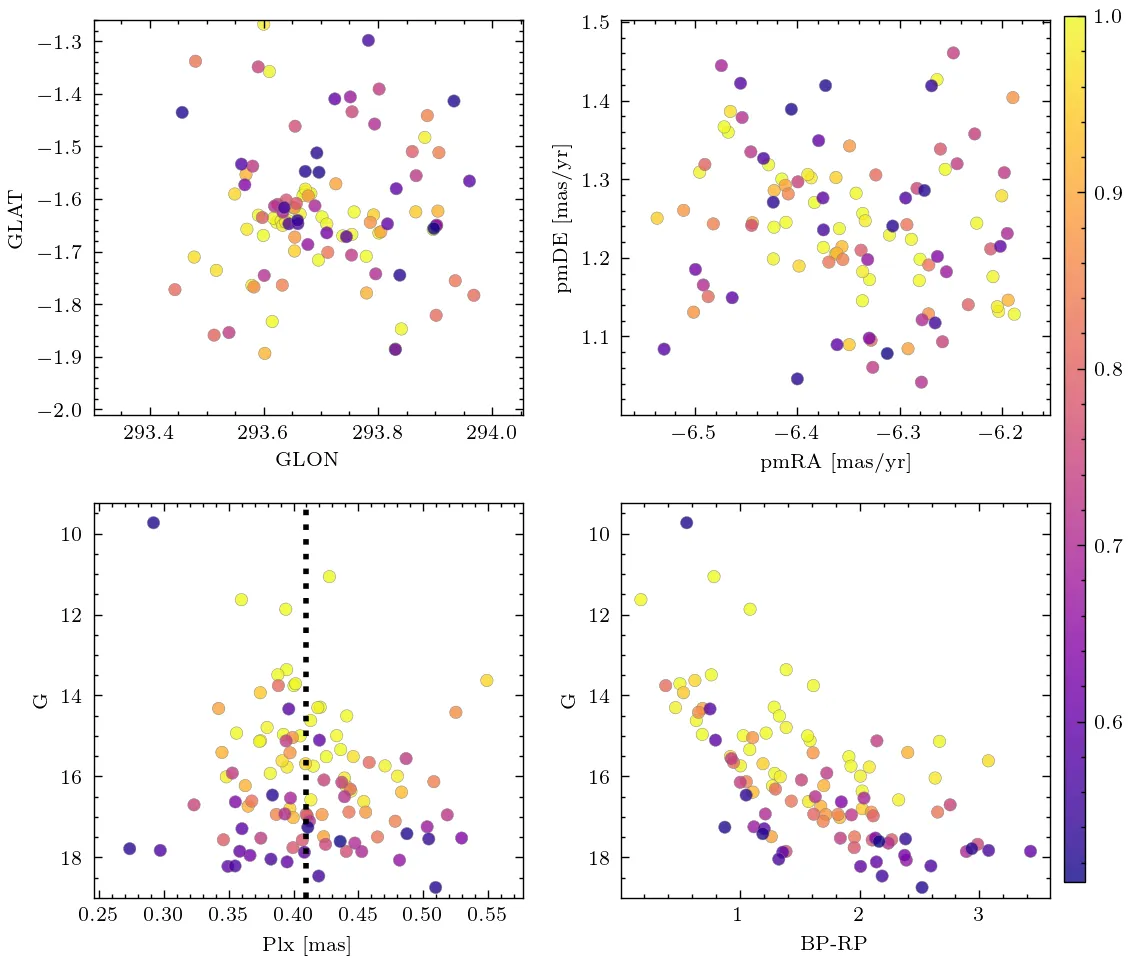 −1.3
−1.4
−1.5
−1.6
−1.7
−1.8
−1.9
−2.0
GLAT
293.4 293.6 293.8 294.0
GLON
1.5
1.4
1.3
1.2
1.1
pmDE [mas/yr]
−6.5 −6.4 −6.3 −6.2
pmRA [mas/yr]
10
12
14
16
18
G
0.25 0.30 0.35 0.40 0.45 0.50 0.55
Plx [mas]
10
12
14
16
18
G
1 2 3
BP-RP
1.0
0.9
0.8
0.7
0.6